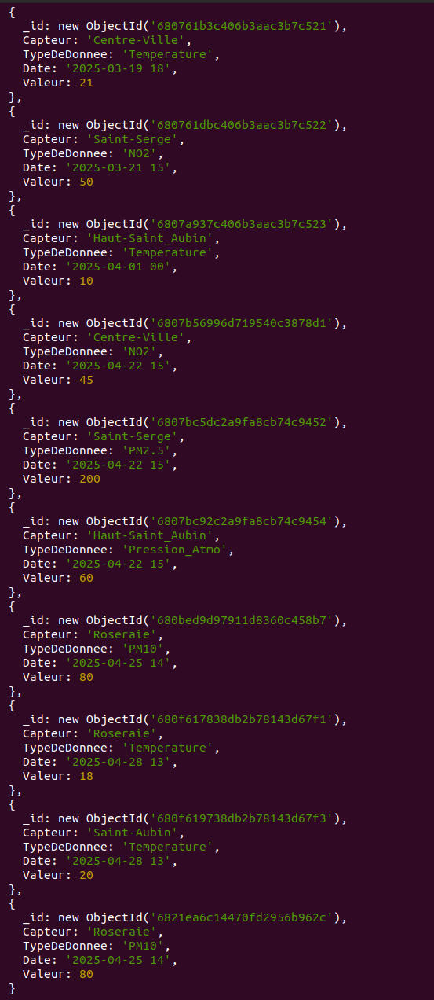 {
  _id: new ObjectId('680761b3c406b3aac3b7c521'),
  Capteur: 'Centre-Ville',
  TypeDeDonnee: 'Temperature',
  Date: '2025-03-19 18',
  Valeur: 21
},
{
  _id: new ObjectId('680761dbc406b3aac3b7c522'),
  Capteur: 'Saint-Serge',
  TypeDeDonnee: 'NO2',
  Date: '2025-03-21 15',
  Valeur: 50
},
{
  _id: new ObjectId('6807a937c406b3aac3b7c523'),
  Capteur: 'Haut-Saint_Aubin',
  TypeDeDonnee: 'Temperature',
  Date: '2025-04-01 00',
  Valeur: 10
},
{
  _id: new ObjectId('6807b56996d719540c3878d1'),
  Capteur: 'Centre-Ville',
  TypeDeDonnee: 'NO2',
  Date: '2025-04-22 15',
  Valeur: 45
},
{
  _id: new ObjectId('6807bc5dc2a9fa8cb74c9452'),
  Capteur: 'Saint-Serge',
  TypeDeDonnee: 'PM2.5',
  Date: '2025-04-22 15',
  Valeur: 200
},
{
  _id: new ObjectId('6807bc92c2a9fa8cb74c9454'),
  Capteur: 'Haut-Saint_Aubin',
  TypeDeDonnee: 'Pression_Atmo',
  Date: '2025-04-22 15',
  Valeur: 60
},
{
  _id: new ObjectId('680bed9d97911d8360c458b7'),
  Capteur: 'Roseraie',
  TypeDeDonnee: 'PM10',
  Date: '2025-04-25 14',
  Valeur: 80
},
{
  _id: new ObjectId('680f617838db2b78143d67f1'),
  Capteur: 'Roseraie',
  TypeDeDonnee: 'Temperature',
  Date: '2025-04-28 13',
  Valeur: 18
},
{
  _id: new ObjectId('680f619738db2b78143d67f3'),
  Capteur: 'Saint-Aubin',
  TypeDeDonnee: 'Temperature',
  Date: '2025-04-28 13',
  Valeur: 20
},
{
  _id: new ObjectId('6821ea6c14470fd2956b962c'),
  Capteur: 'Roseraie',
  TypeDeDonnee: 'PM10',
  Date: '2025-04-25 14',
  Valeur: 80
}